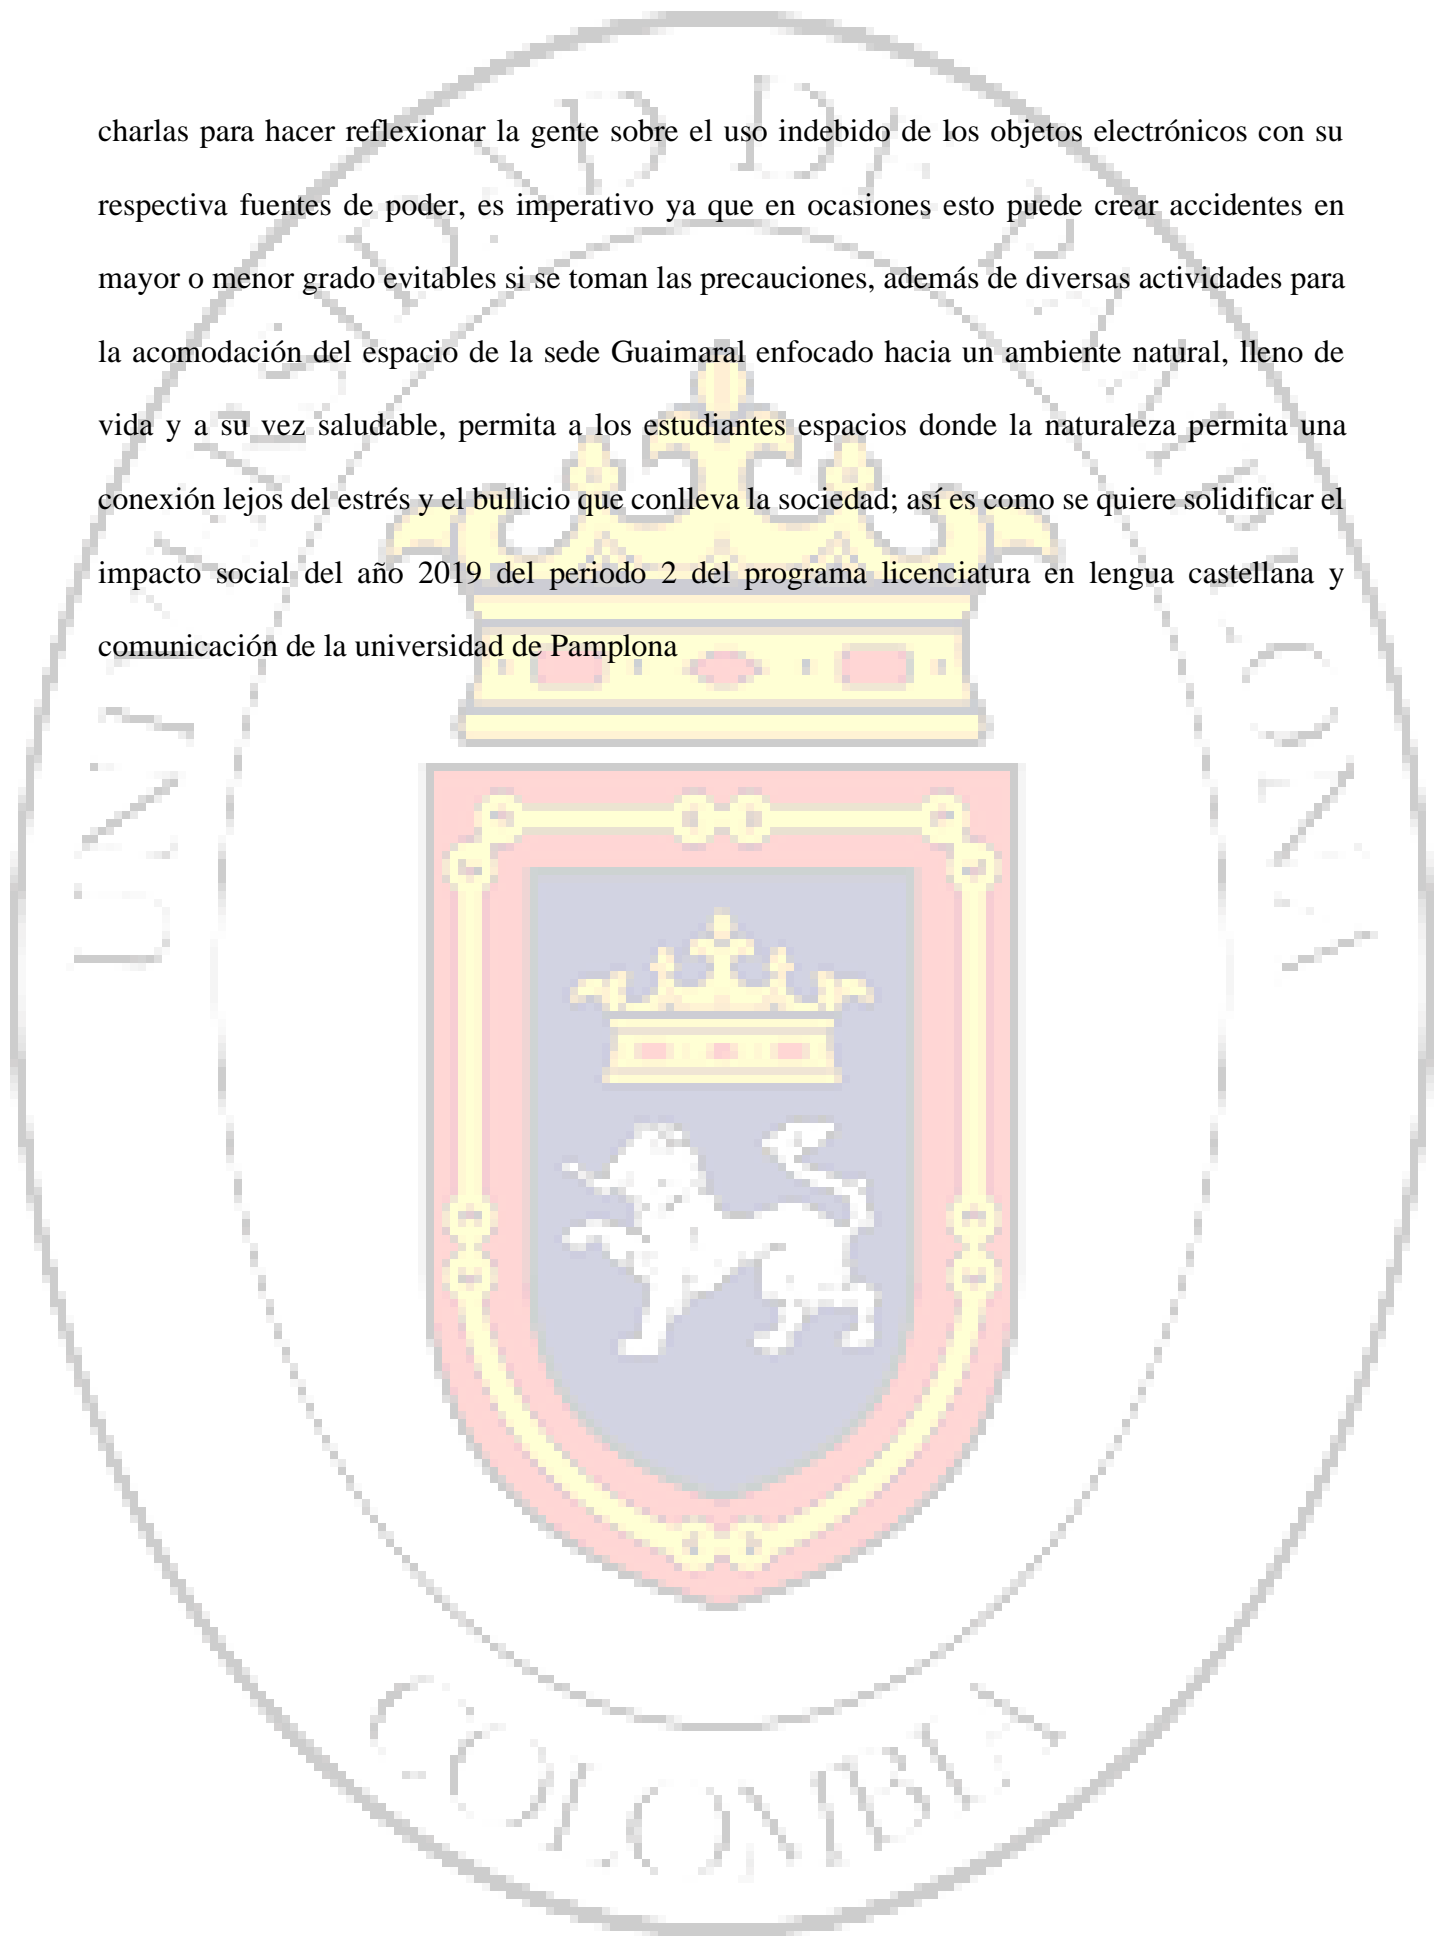 charlas para hacer reflexionar la gente sobre el uso indebido de los objetos electrónicos con su
respectiva fuentes de poder, es imperativo ya que en ocasiones esto puede crear accidentes en
mayor o menor grado evitables si se toman las precauciones, además de diversas actividades para
la acomodación del espacio de la sede Guaimaral enfocado hacia un ambiente natural, lleno de
vida y a su vez saludable, permita a los estudiantes espacios donde la naturaleza permita una
conexión lejos del estrés y el bullicio que conlleva la sociedad; así es como se quiere solidificar el
impacto social del año 2019 del periodo 2 del programa licenciatura en lengua castellana y
comunicación de la universidad de Pamplona
UNIVERSIDAD DE PAMPLONA
COLOMBIA